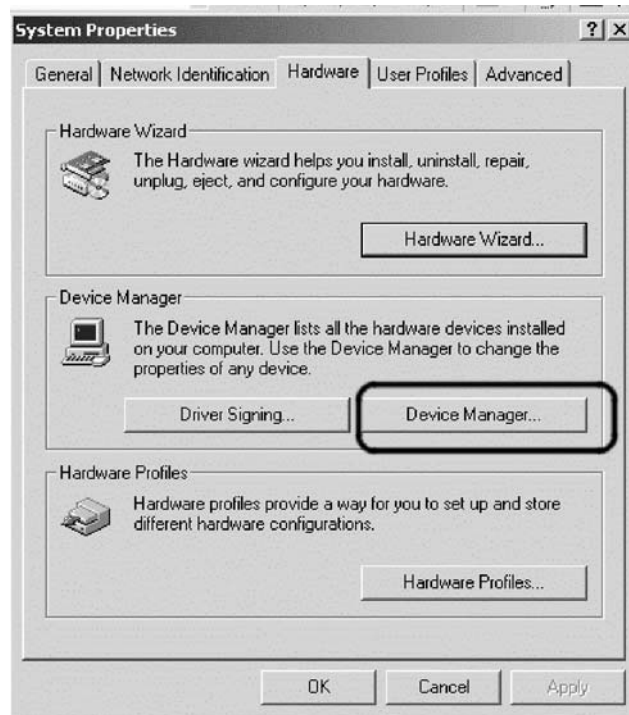 System Properties
General Network Identification Hardware User Profiles Advanced
Hardware Wizard
The Hardware wizard helps you install, uninstall, repair,
unplug, eject, and configure your hardware.
Hardware Wizard...
Device Manager
The Device Manager lists all the hardware devices installed
on your computer. Use the Device Manager to change the
properties of any device.
Driver Signing... Device Manager...
Hardware Profiles
Hardware profiles provide a way for you to set up and store
different hardware configurations.
Hardware Profiles...
OK Cancel Apply